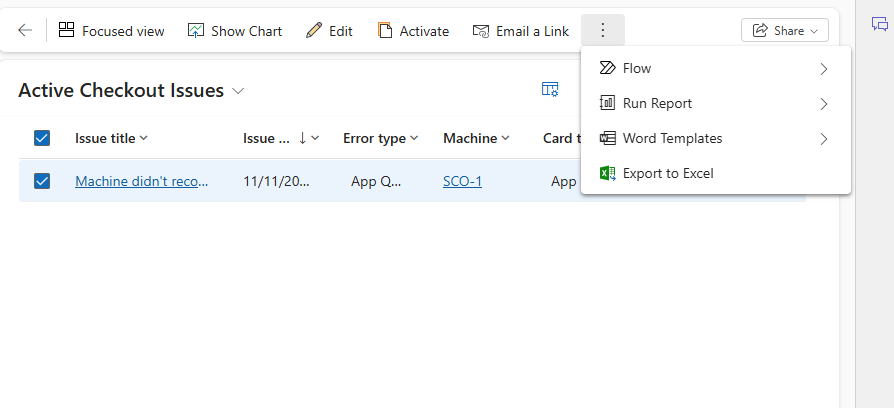 Focused view Show Chart Edit Activate Email a Link Share
Flow
Active Checkout Issues
Run Report
Issue title Issue ... Error type Machine Card t
Word Templates
Machine didn't reco... 11/11/20... App Q... SCO-1 App
Export to Excel